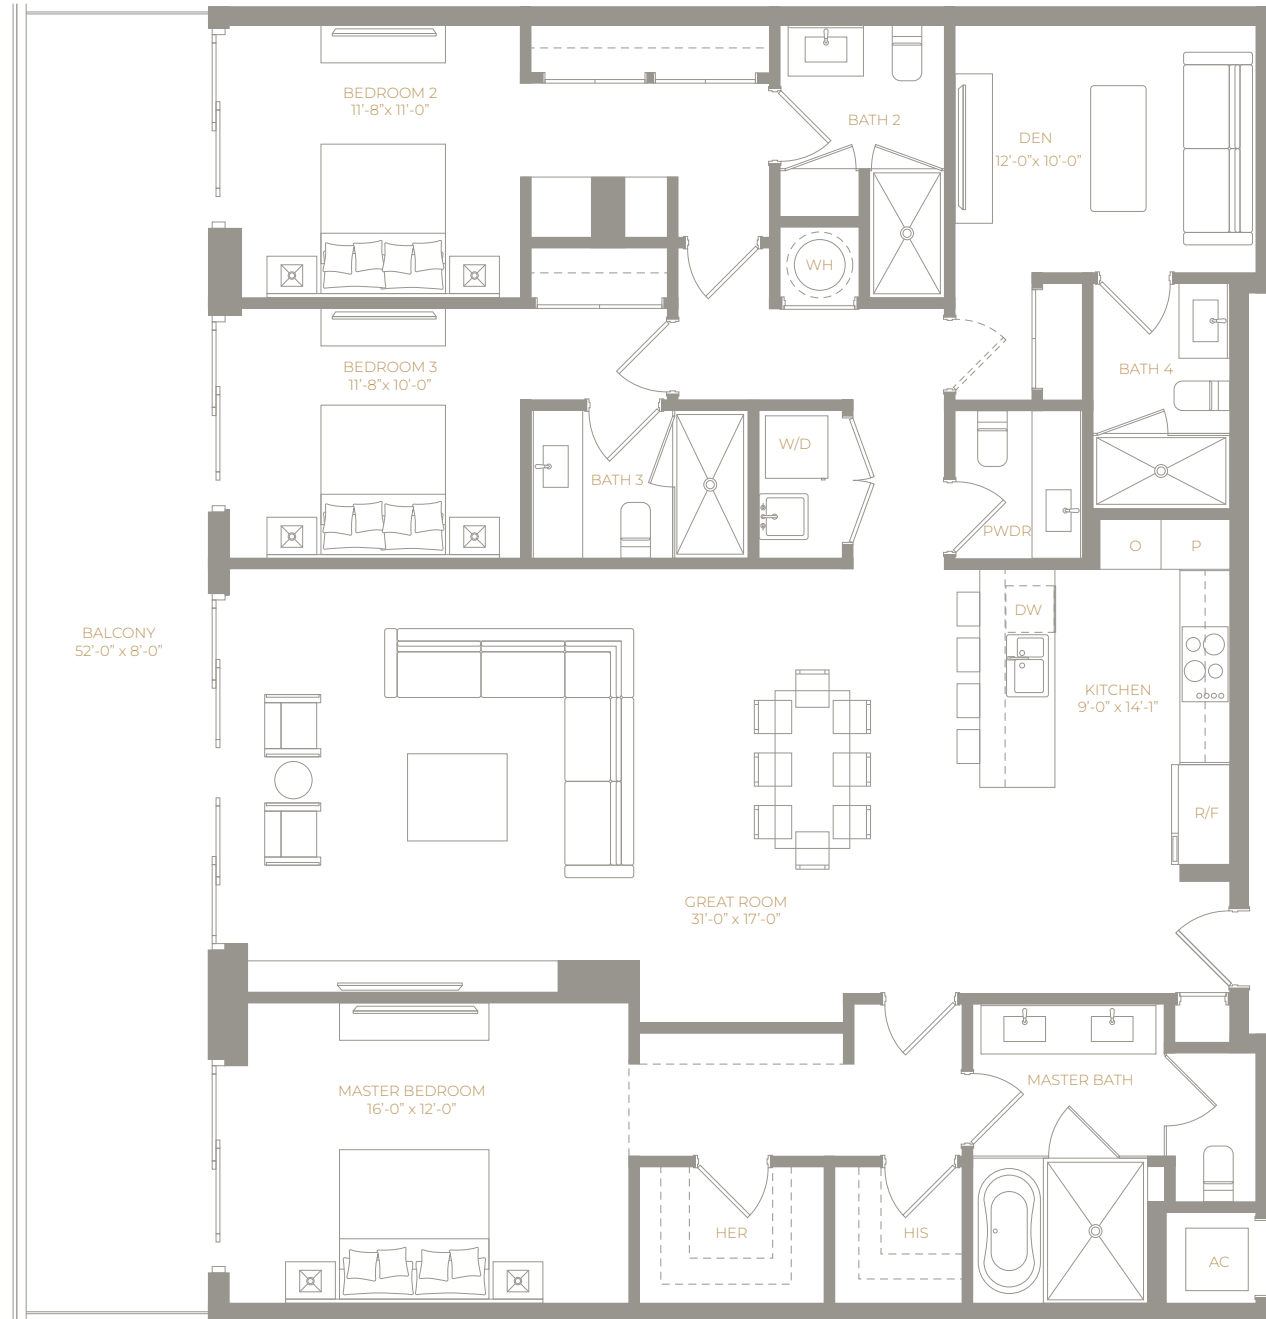 BEDROOM 2
11'-8”x 11'-0”
BATH 2
DEN
12'-0”x 10'-0”
WH
BEDROOM 3
11'-8”x 10'-0”
BATH 4
W/D
BATH 3
PWDR
O
P
BALCONY
52'-0” x 8'-0”
DW
KITCHEN
9'-0” x 14'-1”
R/F
GREAT ROOM
31'-0” x 17'-0”
MASTER BEDROOM
16'-0” x 12'-0”
MASTER BATH
HER
HIS
AC